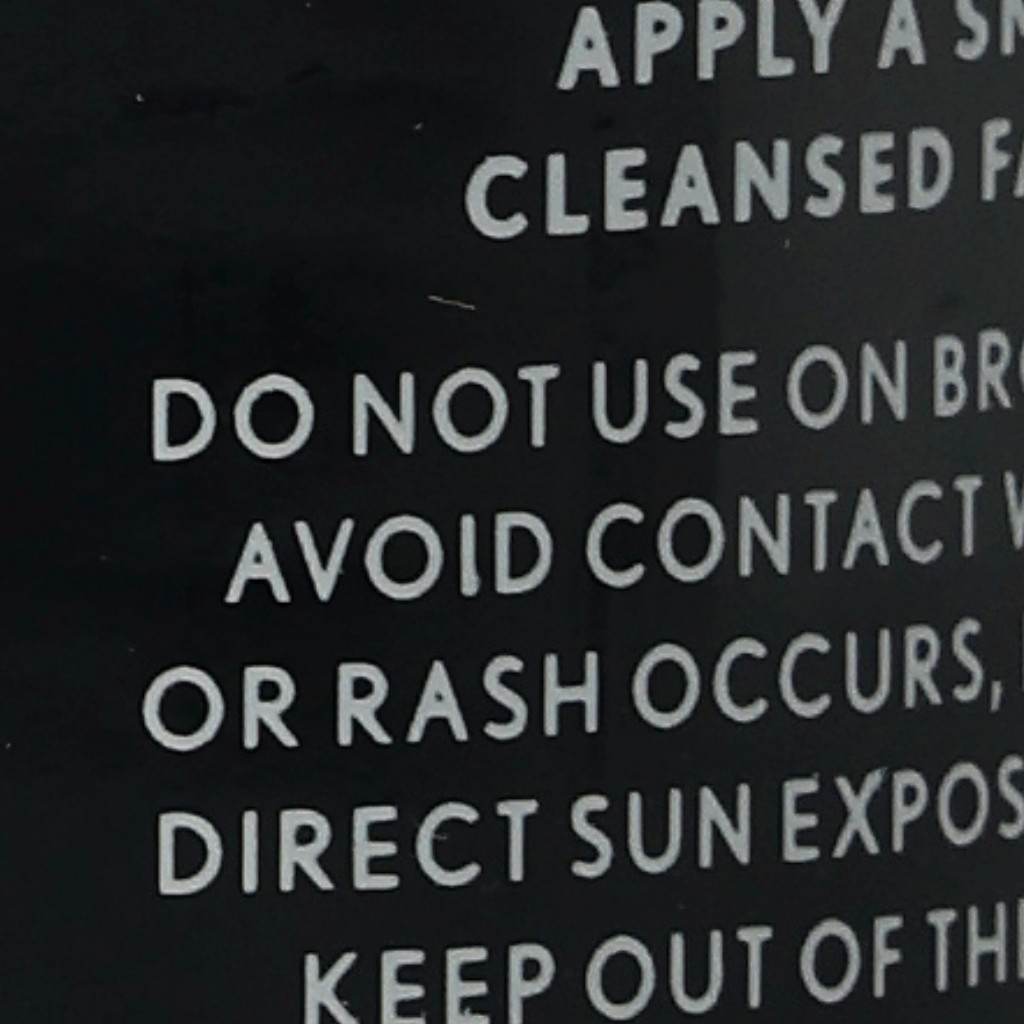 APPLY A
CLEANSED
DO NOT USE ON
AVOID CONTACT
OR RASH OCCURS,
DIRECT SUN
KEEP OUT OF